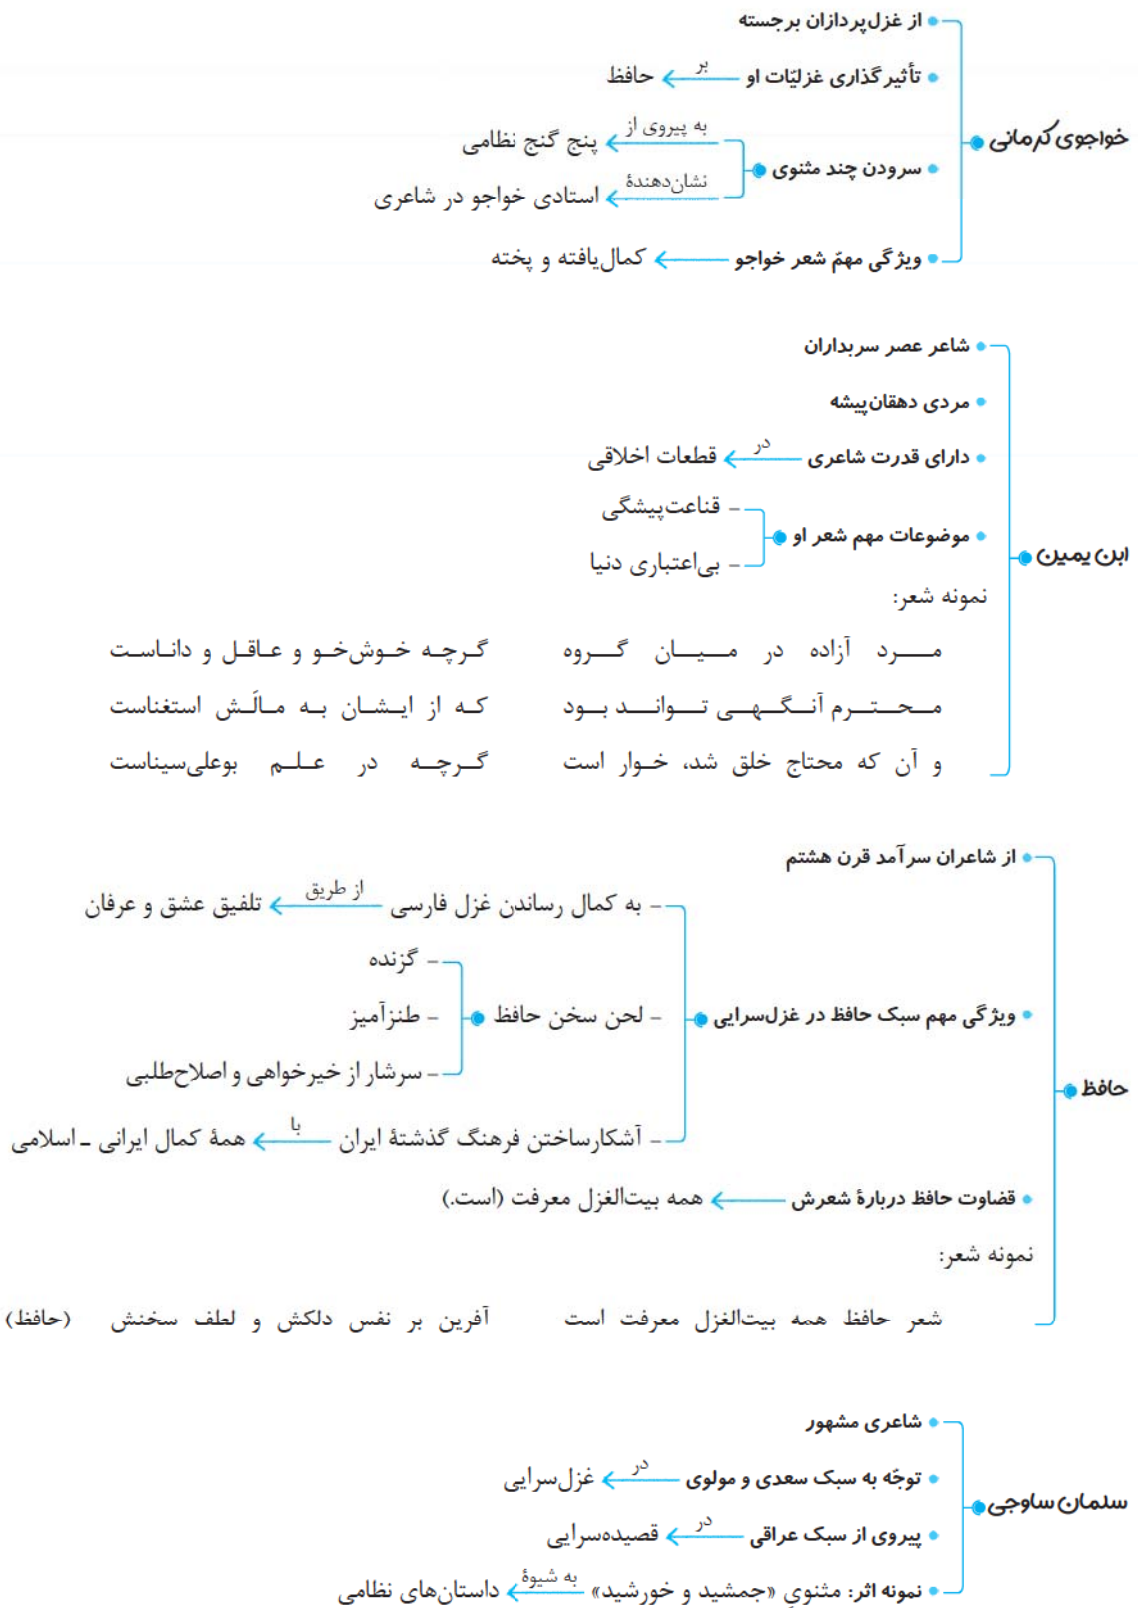 خواجوی کرمانی
از غزل‌پردازان برجسته
تأثیرگذاری غزلیّات او بر حافظ
سرودن چند مثنوی
به پیروی از پنج گنج نظامی
نشان‌دهندهٔ استادی خواجو در شاعری
ویژگی مهمّ شعر خواجو کمال‌یافته و پخته
ابن یمین
شاعر عصر سربداران
مردی دهقان‌پیشه
دارای قدرت شاعری در قطعات اخلاقی
موضوعات مهم شعر او
- قناعت‌پیشگی
- بی‌اعتباری دنیا
نمونه شعر:
مرد آزاده در میان گروه گرچه خوش‌خو و عاقل و داناست
محترم آنگهی تواند بود که از ایشان به مالَش استغناست
و آن که محتاج خلق شد، خوار است گرچه در علم بوعلی‌سیناست
حافظ
از شاعران سرآمد قرن هشتم
ویژگی مهم سبک حافظ در غزل‌سرایی
- به کمال رساندن غزل فارسی از طریق تلفیق عشق و عرفان
- لحن سخن حافظ
- گزنده
- طنزآمیز
- سرشار از خیرخواهی و اصلاح‌طلبی
- آشکارساختن فرهنگ گذشتهٔ ایران با همهٔ کمال ایرانی ـ اسلامی
قضاوت حافظ دربارهٔ شعرش همه بیت‌الغزل معرفت (است.)
نمونه شعر:
شعر حافظ همه بیت‌الغزل معرفت است آفرین بر نفس دلکش و لطف سخنش (حافظ)
سلمان ساوجی
شاعری مشهور
توجّه به سبک سعدی و مولوی در غزل‌سرایی
پیروی از سبک عراقی در قصیده‌سرایی
نمونه اثر: مثنویِ «جمشید و خورشید» به شیوهٔ داستان‌های نظامی